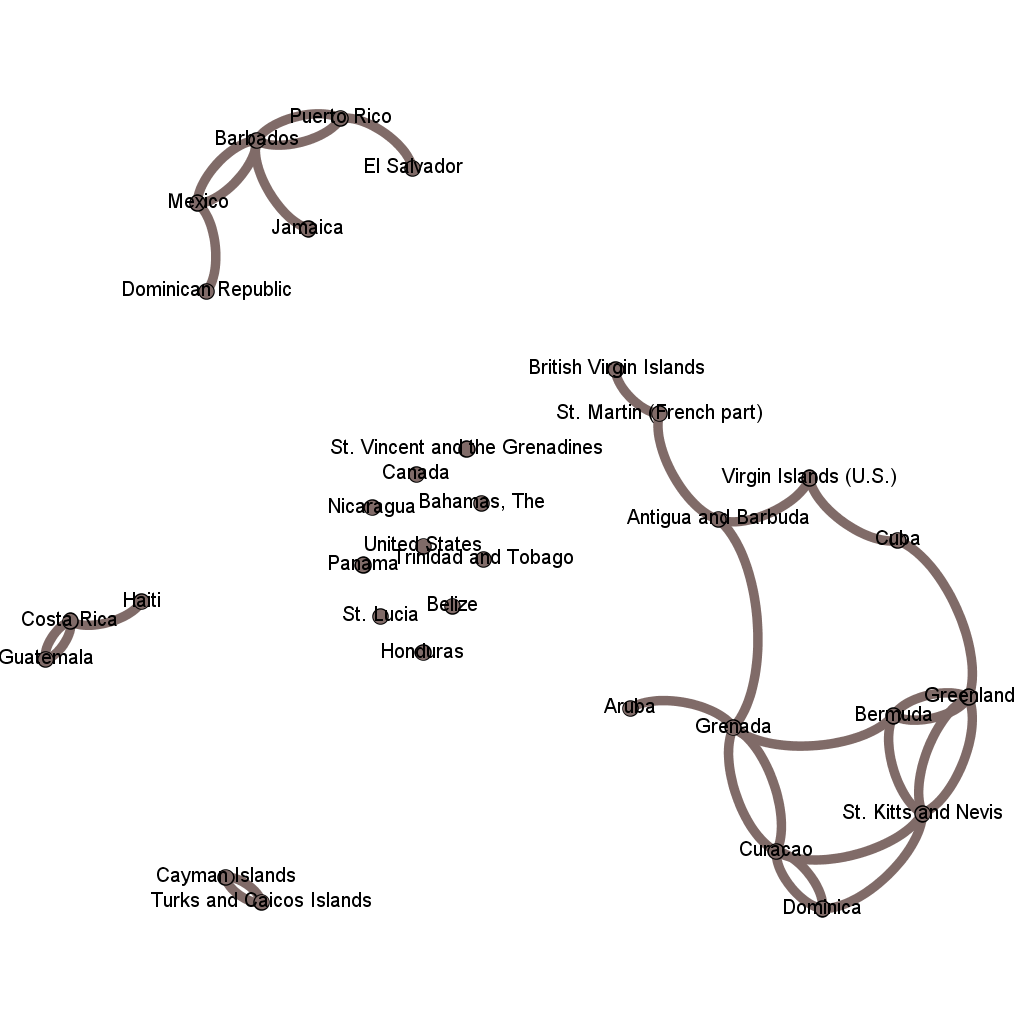 Puerto Rico
Barbados
El Salvador
Mexico
Jamaica
Dominican Republic
British Virgin Islands
St. Martin (French part)
St. Vincent and the Grenadines
Canada
Virgin Islands (U.S.)
Bahamas, The
Nicaragua
Antigua and Barbuda
Cuba
United States
Trinidad and Tobago
Panama
Haiti
Belize
St. Lucia
Costa Rica
Honduras
Guatemala
Greenland
Aruba
Bermuda
Grenada
St. Kitts and Nevis
Curacao
Cayman Islands
Turks and Caicos Islands
Dominica